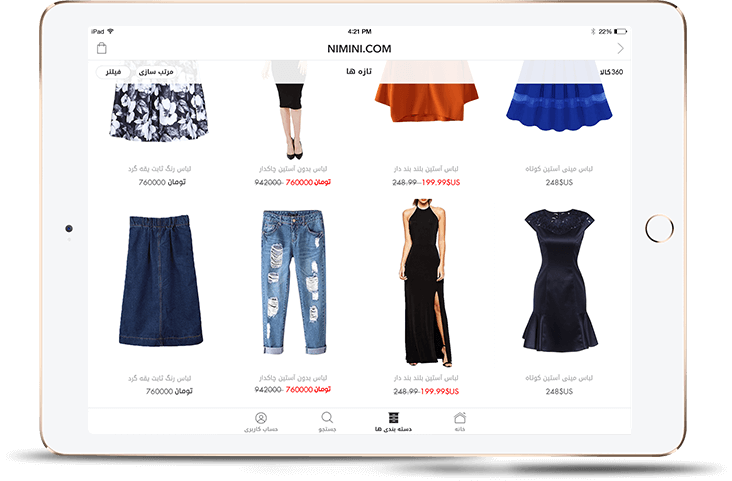 iPad 4:21 PM 22%
NIMINI.COM
360کالا تازه ها مرتب سازی فیلتر
لباس مینی آستین کوتاه
248$US
لباس آستین بلند بند دار
248.99 199.99$US
لباس بدون آستین چاکدار
942000 760000 تومان
لباس رنگ ثابت یقه گرد
760000 تومان
لباس مینی آستین کوتاه
248$US
لباس آستین بلند بند دار
248.99 199.99$US
لباس بدون آستین چاکدار
942000 760000 تومان
لباس رنگ ثابت یقه گرد
760000 تومان
خانه دسته بندی ها جستجو حساب کاربری